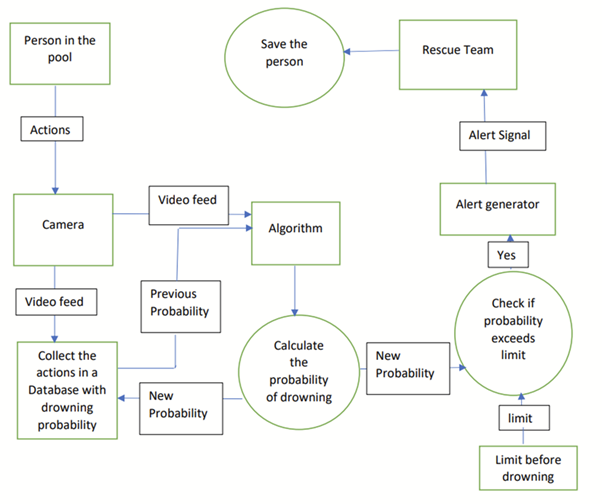 Person in the
pool
Save the
person
Rescue Team
Actions
Alert Signal
Camera
Video feed
Algorithm
Alert generator
Yes
Video feed
Previous
Probability
Check if
probability
exceeds
limit
Collect the
actions in a
Database with
drowning
probability
New
Probability
Calculate
the
probability
of drowning
New
Probability
limit
Limit before
drowning